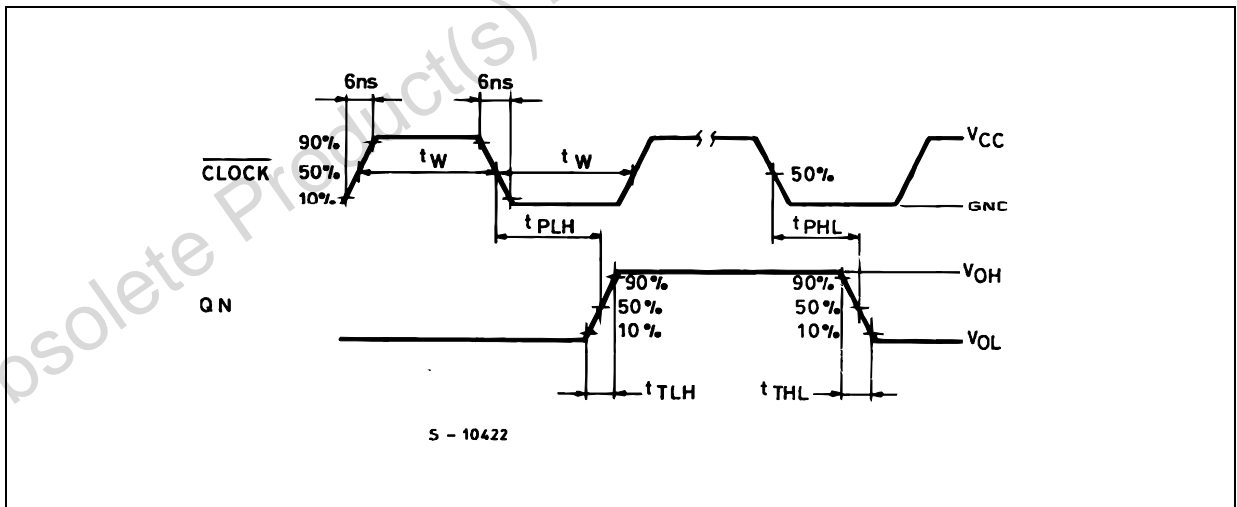 Obsolete Product(s)
6ns 6ns
90% VCC
CLOCK 50% tW tW 50%
10% GND
tPLH tPHL
90% 90% VOH
QN 50% 50%
10% 10% VOL
tTLH tTHL
S - 10422